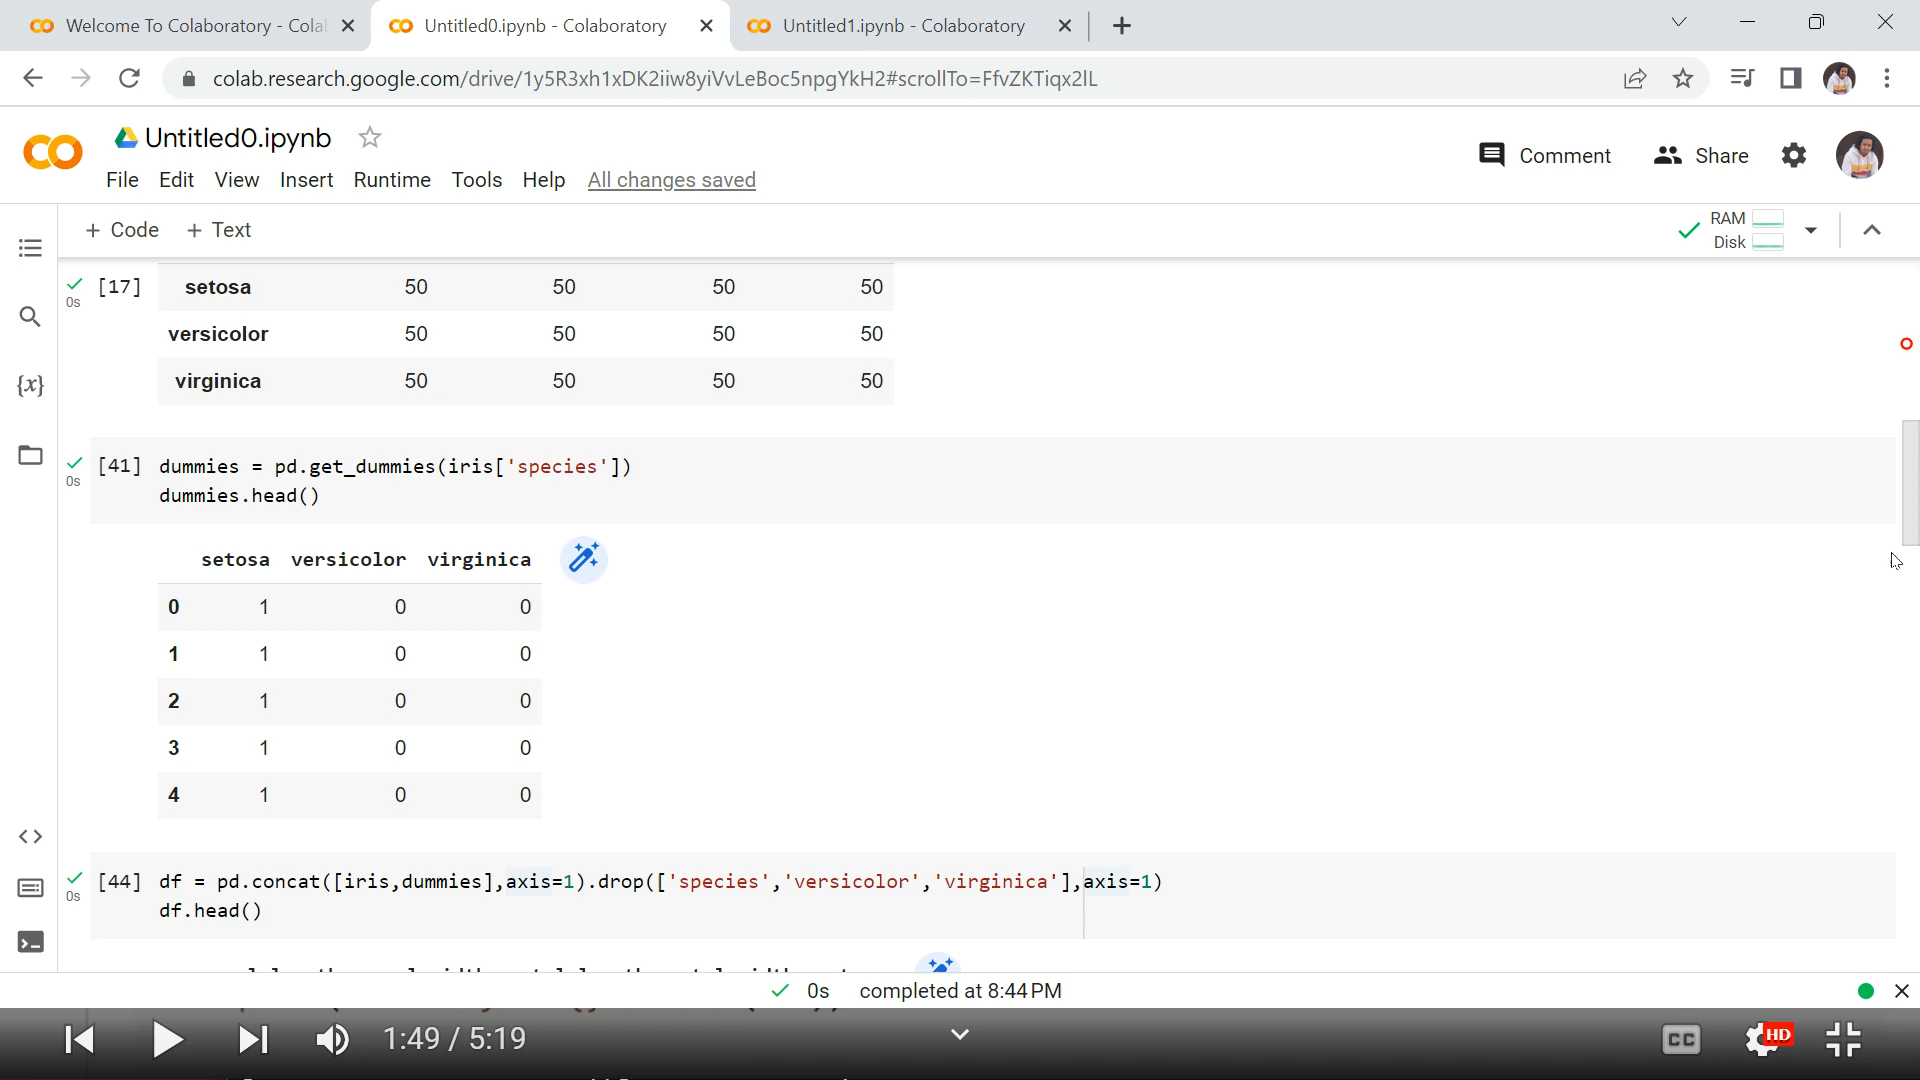 Welcome To Colaboratory - Colal
Untitled0.ipynb - Colaboratory
Untitled1.ipynb - Colaboratory
colab.research.google.com/drive/1y5R3xh1xDK2iiw8yiVvLeBoc5npgYkH2#scrollTo=FfvZKTiqx2lL
Untitled0.ipynb
Comment
Share
File Edit View Insert Runtime Tools Help All changes saved
+ Code + Text
RAM
Disk
[17] setosa 50 50 50 50
0s
versicolor 50 50 50 50
virginica 50 50 50 50
{x}
[41] dummies = pd.get_dummies(iris['species'])
0s
dummies.head()
setosa versicolor virginica
0 1 0 0
1 1 0 0
2 1 0 0
3 1 0 0
4 1 0 0
[44] df = pd.concat([iris,dummies],axis=1).drop(['species','versicolor','virginica'],axis=1)
0s
df.head()
0s completed at 8:44 PM
1:49 / 5:19
CC
HD